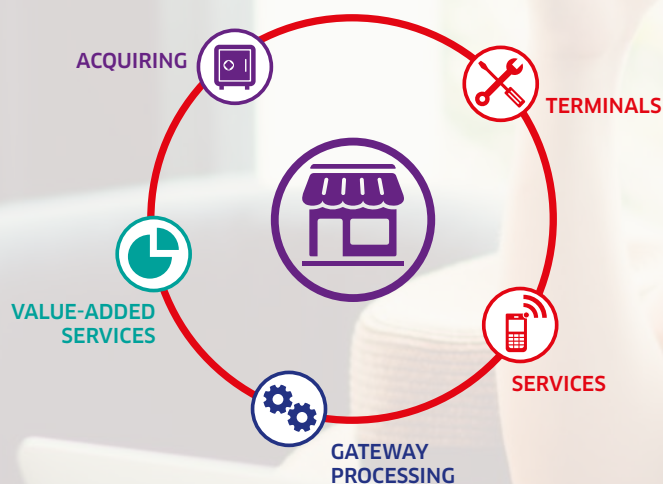 ACQUIRING
TERMINALS
VALUE-ADDED
SERVICES
SERVICES
GATEWAY
PROCESSING